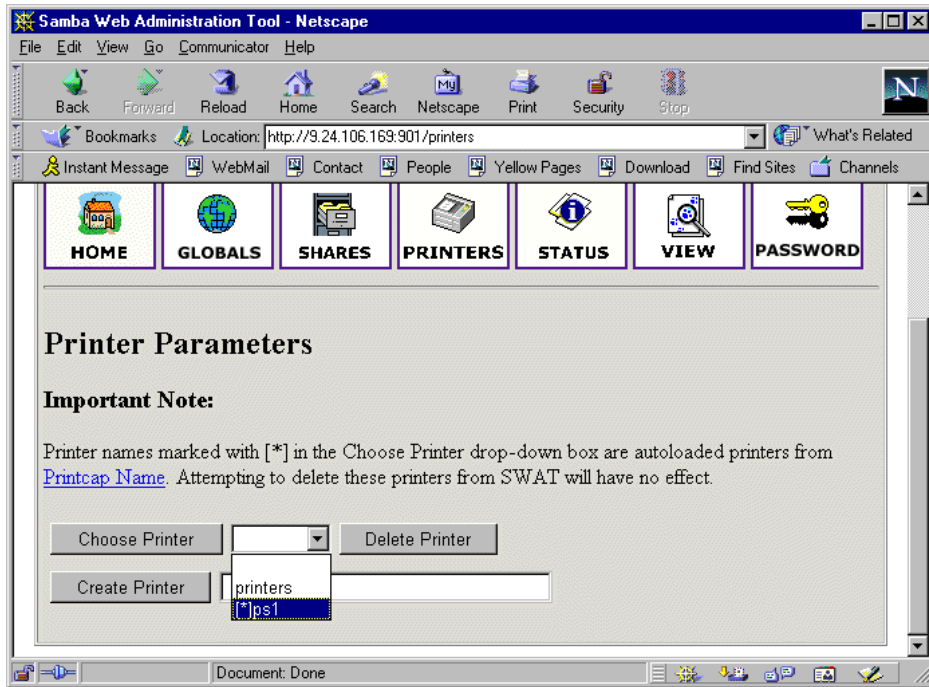 Samba Web Administration Tool - Netscape
File Edit View Go Communicator Help
My
N
Back Forward Reload Home Search Netscape Print Security Stop
Bookmarks Location: http://9.24.106.169:901/printers What's Related
Instant Message WebMail Contact People Yellow Pages Download Find Sites Channels
HOME GLOBALS SHARES PRINTERS STATUS VIEW PASSWORD
Printer Parameters
Important Note:
Printer names marked with [*] in the Choose Printer drop-down box are autoloaded printers from
Printcap Name. Attempting to delete these printers from SWAT will have no effect.
Choose Printer Delete Printer
Create Printer
printers
[*]ps1
Document: Done